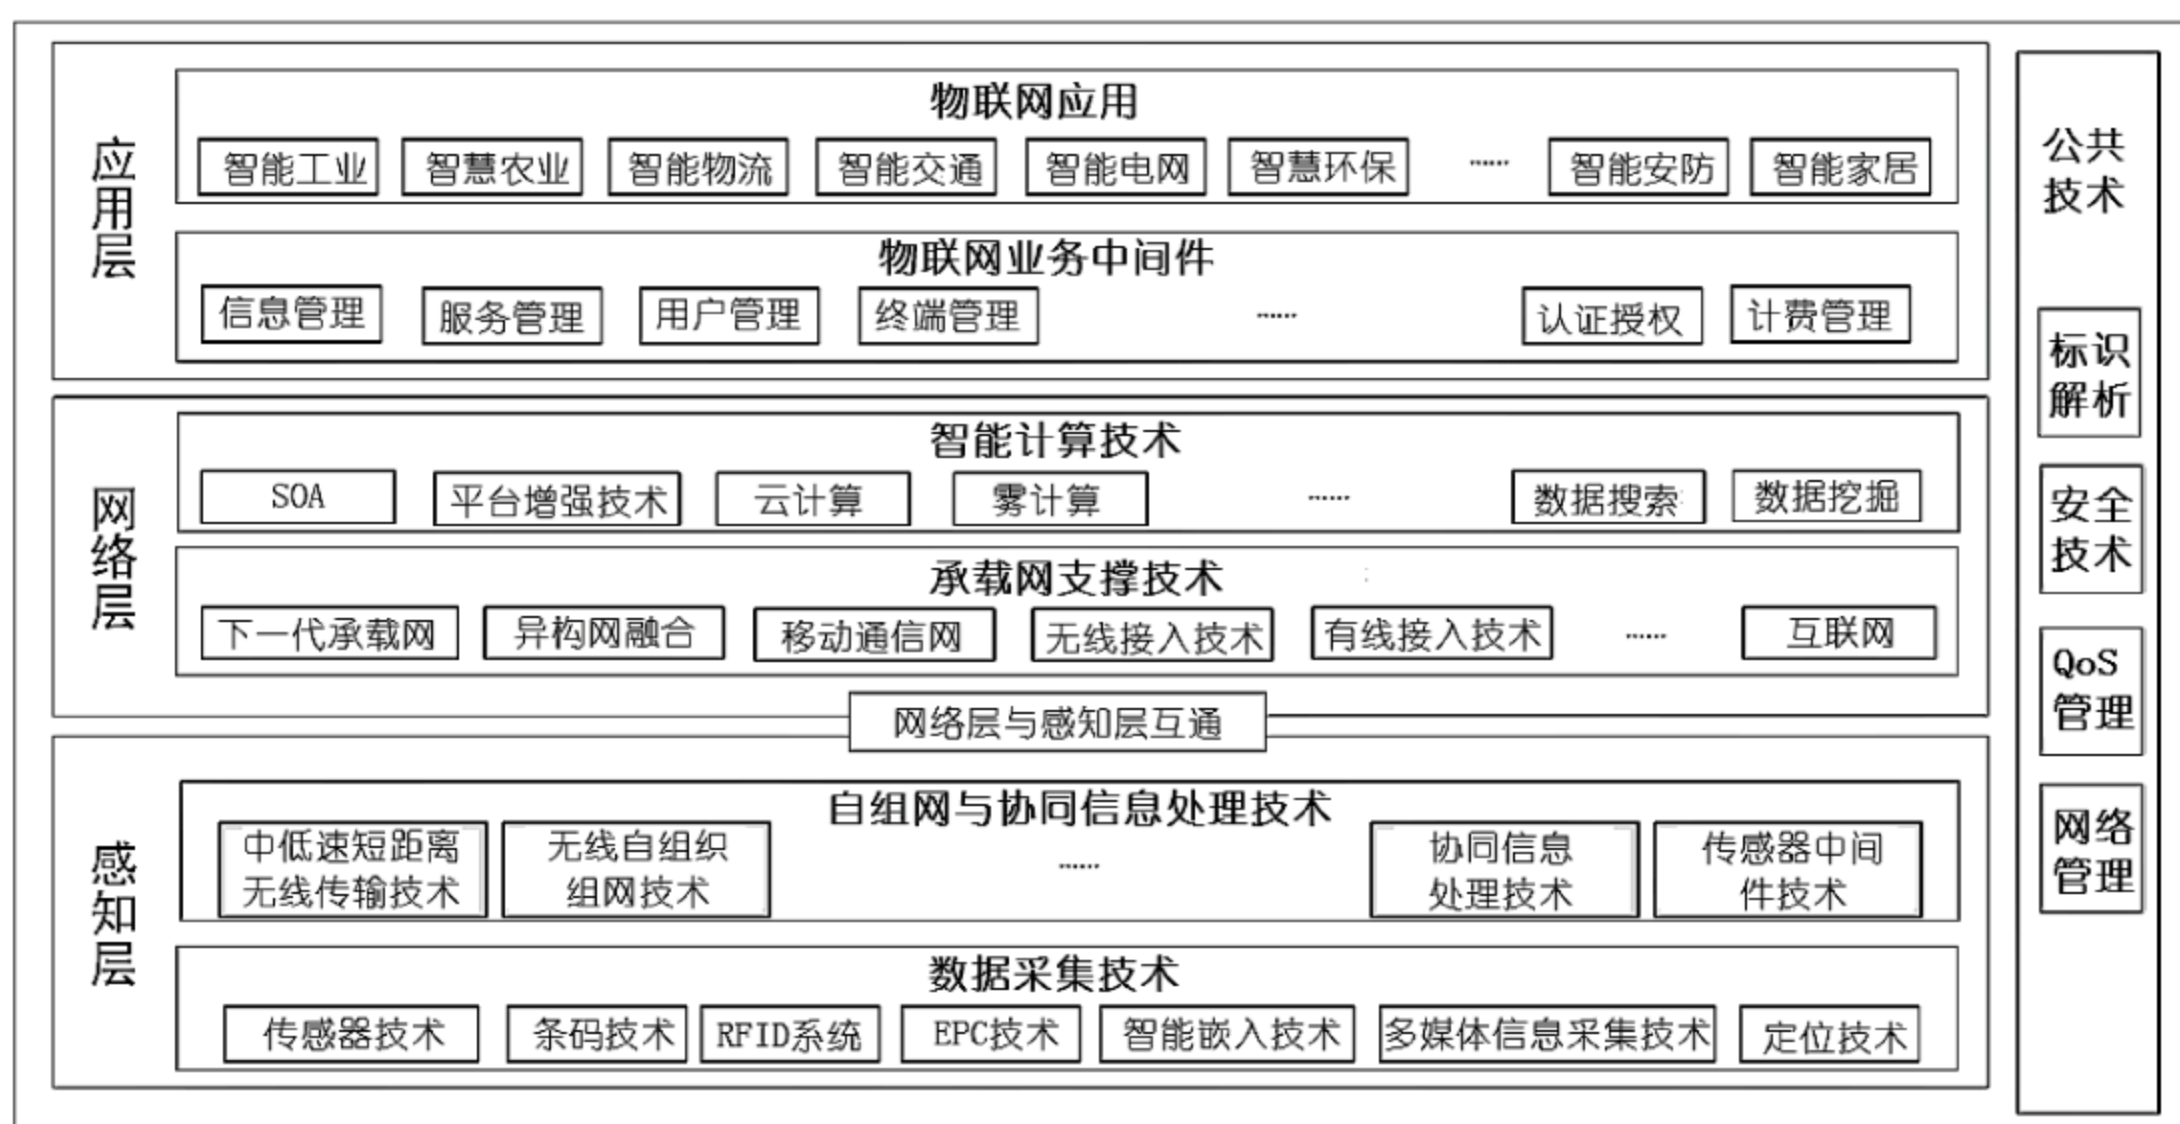 应用层
物联网应用
智能工业
智慧农业
智能物流
智能交通
智能电网
智慧环保
……
智能安防
智能家居
物联网业务中间件
信息管理
服务管理
用户管理
终端管理
……
认证授权
计费管理
网络层
智能计算技术
SOA
平台增强技术
云计算
雾计算
……
数据搜索
数据挖掘
承载网支撑技术
下一代承载网
异构网融合
移动通信网
无线接入技术
有线接入技术
……
互联网
网络层与感知层互通
感知层
自组网与协同信息处理技术
中低速短距离
无线传输技术
无线自组织
组网技术
……
协同信息
处理技术
传感器中间
件技术
数据采集技术
传感器技术
条码技术
RFID系统
EPC技术
智能嵌入技术
多媒体信息采集技术
定位技术
公共
技术
标识
解析
安全
技术
QoS
管理
网络
管理